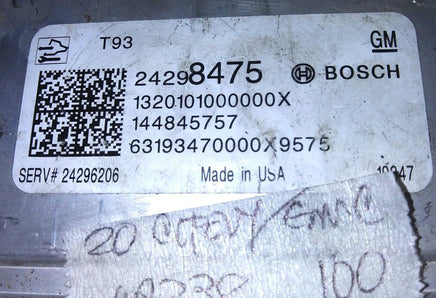 T93 GM
24298475 BOSCH
1320101000000X
144845757
63193470000X9575
SERV# 24296206 Made in USA
20 CHEVY/GMC
100